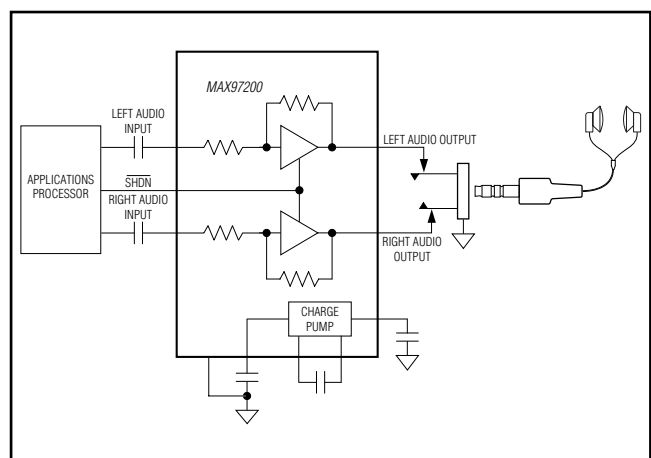 MAX97200
LEFT AUDIO
INPUT
LEFT AUDIO OUTPUT
APPLICATIONS
PROCESSOR
SHDN
RIGHT AUDIO
INPUT
RIGHT AUDIO
OUTPUT
CHARGE
PUMP